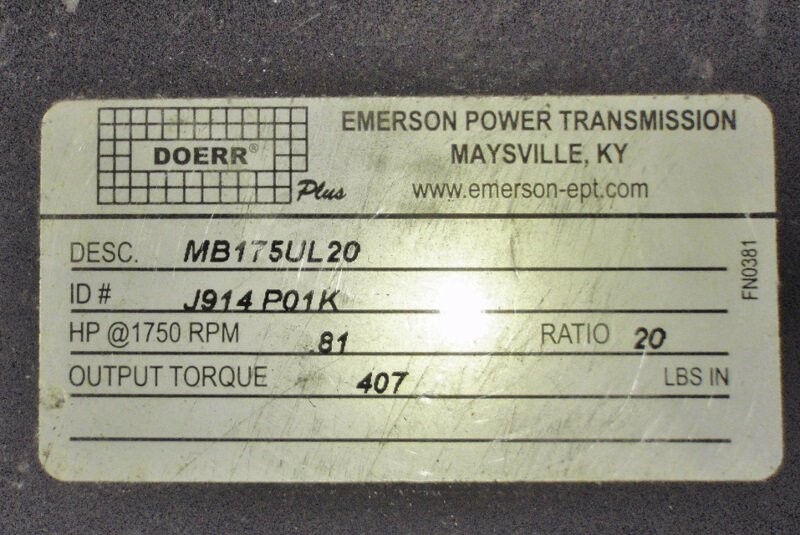 DOERR® Plus
EMERSON POWER TRANSMISSION
MAYSVILLE, KY
www.emerson-ept.com
DESC. MB175UL20
ID # J914 P01K
HP @1750 RPM .81 RATIO 20
OUTPUT TORQUE 407 LBS IN
FN0381